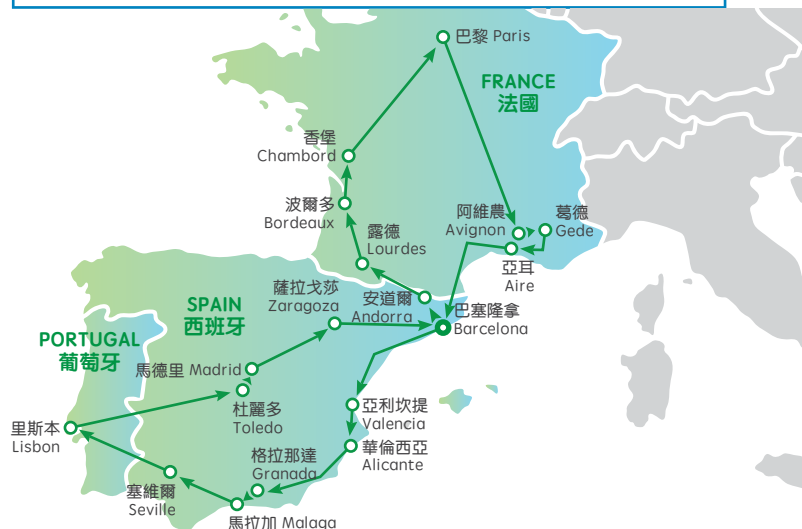 巴黎 Paris
FRANCE
法國
香堡
Chambord
波爾多
Bordeaux
阿維農
Avignon
葛德
Gede
露德
Lourdes
亞耳
Aire
薩拉戈莎
Zaragoza
安道爾
Andorra
SPAIN
西班牙
巴塞隆拿
Barcelona
PORTUGAL
葡萄牙
馬德里 Madrid
杜麗多
Toledo
亞利坎提
Valencia
里斯本
Lisbon
華倫西亞
Alicante
格拉那達
Granada
塞維爾
Seville
馬拉加 Malaga